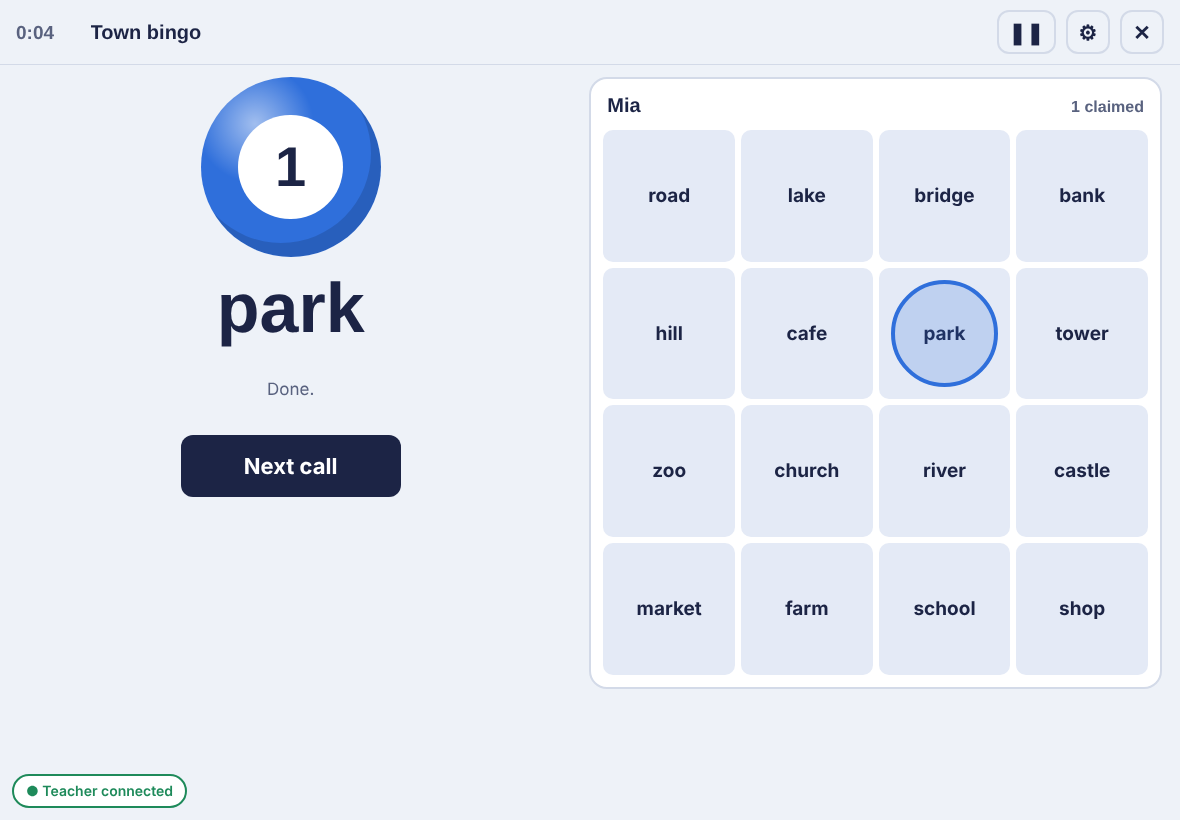 0:04 Town bingo
1
park
Done.
Next call
Mia 1 claimed
road lake bridge bank
hill cafe park tower
zoo church river castle
market farm school shop
Teacher connected